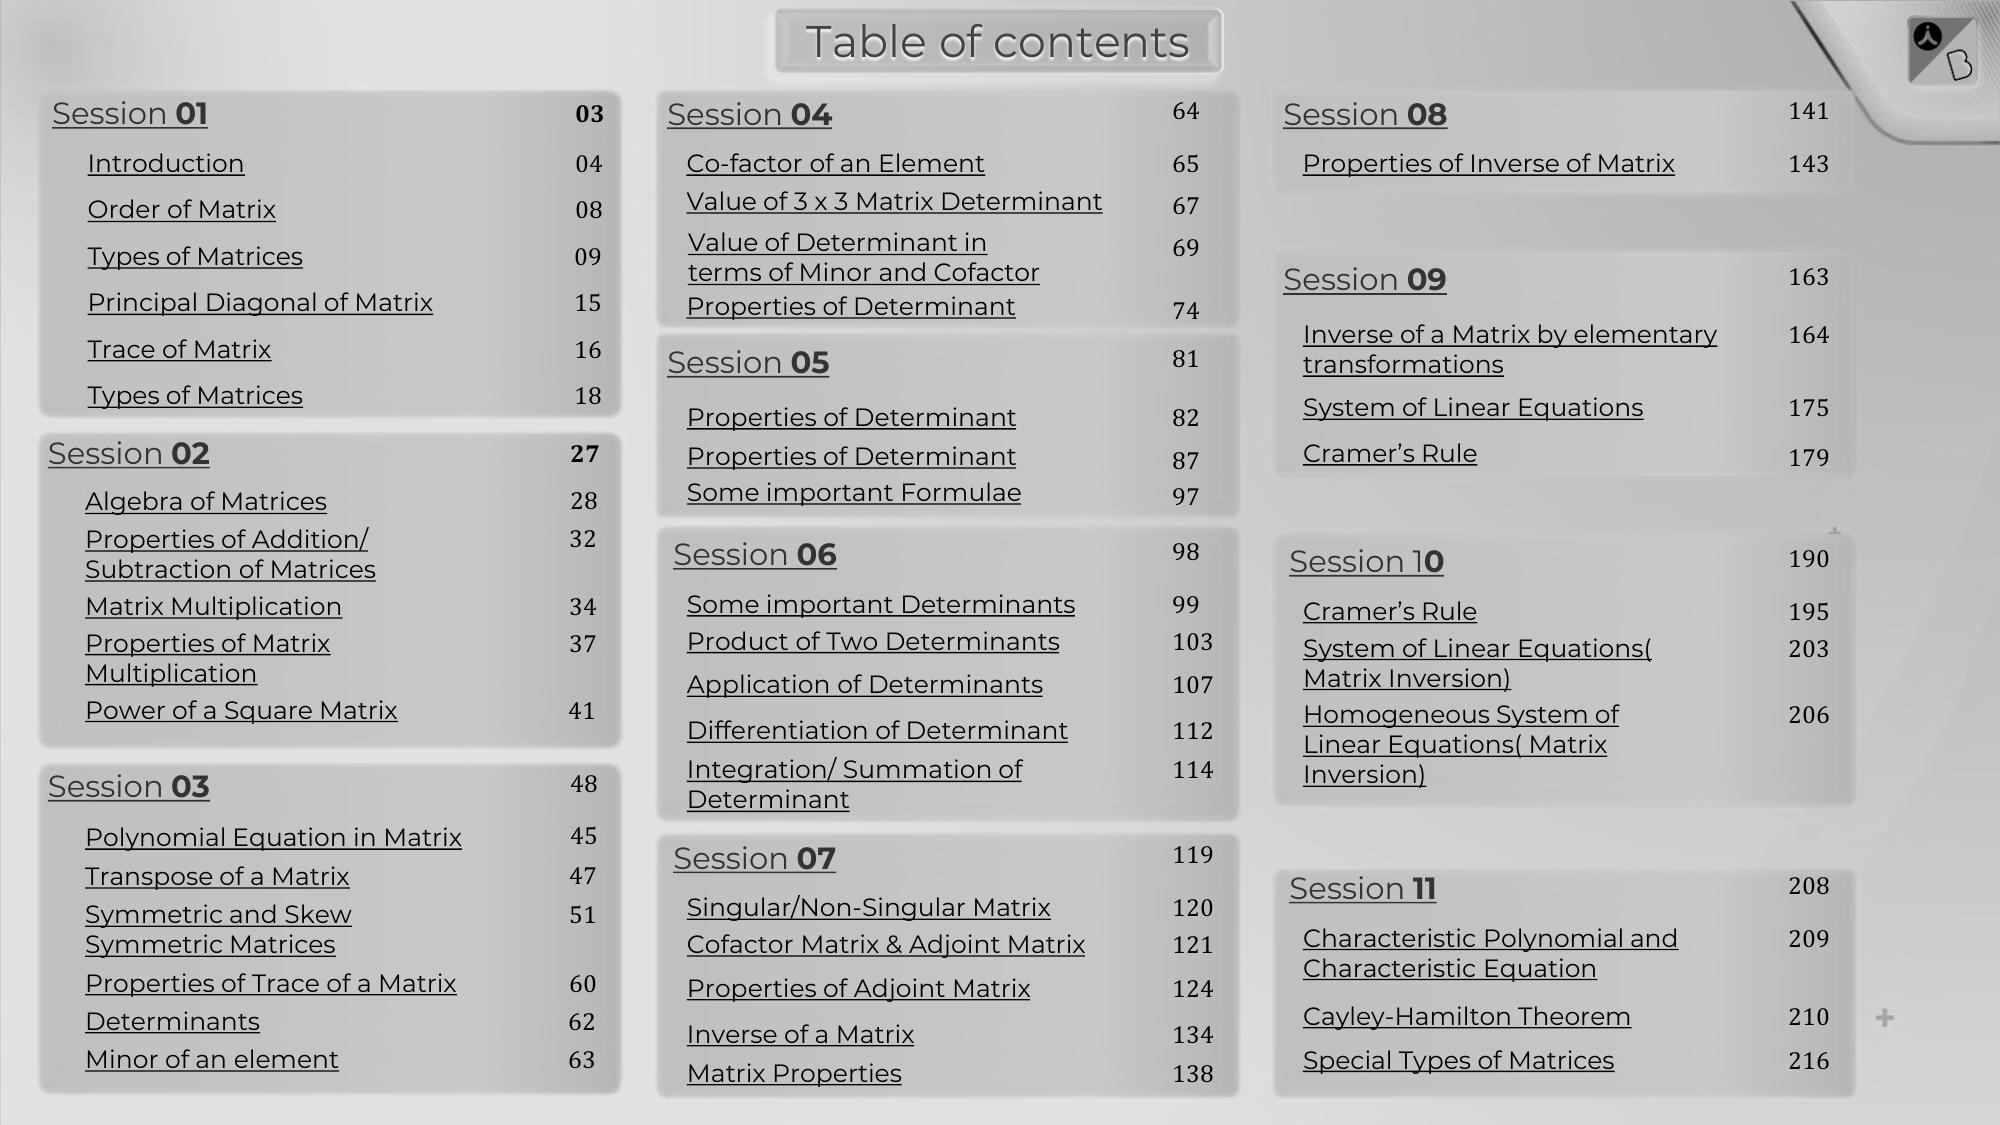 Table of contents
Session 01 03
Introduction 04
Order of Matrix 08
Types of Matrices 09
Principal Diagonal of Matrix 15
Trace of Matrix 16
Types of Matrices 18
Session 02 27
Algebra of Matrices 28
Properties of Addition/ 32
Subtraction of Matrices
Matrix Multiplication 34
Properties of Matrix 37
Multiplication
Power of a Square Matrix 41
Session 03 48
Polynomial Equation in Matrix 45
Transpose of a Matrix 47
Symmetric and Skew 51
Symmetric Matrices
Properties of Trace of a Matrix 60
Determinants 62
Minor of an element 63
Session 04 64
Co-factor of an Element 65
Value of 3 x 3 Matrix Determinant 67
Value of Determinant in 69
terms of Minor and Cofactor
Properties of Determinant 74
Session 05 81
Properties of Determinant 82
Properties of Determinant 87
Some important Formulae 97
Session 06 98
Some important Determinants 99
Product of Two Determinants 103
Application of Determinants 107
Differentiation of Determinant 112
Integration/ Summation of 114
Determinant
Session 07 119
Singular/Non-Singular Matrix 120
Cofactor Matrix & Adjoint Matrix 121
Properties of Adjoint Matrix 124
Inverse of a Matrix 134
Matrix Properties 138
Session 08 141
Properties of Inverse of Matrix 143
Session 09 163
Inverse of a Matrix by elementary 164
transformations
System of Linear Equations 175
Cramer’s Rule 179
Session 10 190
Cramer’s Rule 195
System of Linear Equations( 203
Matrix Inversion)
Homogeneous System of 206
Linear Equations( Matrix
Inversion)
Session 11 208
Characteristic Polynomial and 209
Characteristic Equation
Cayley-Hamilton Theorem 210
Special Types of Matrices 216
B